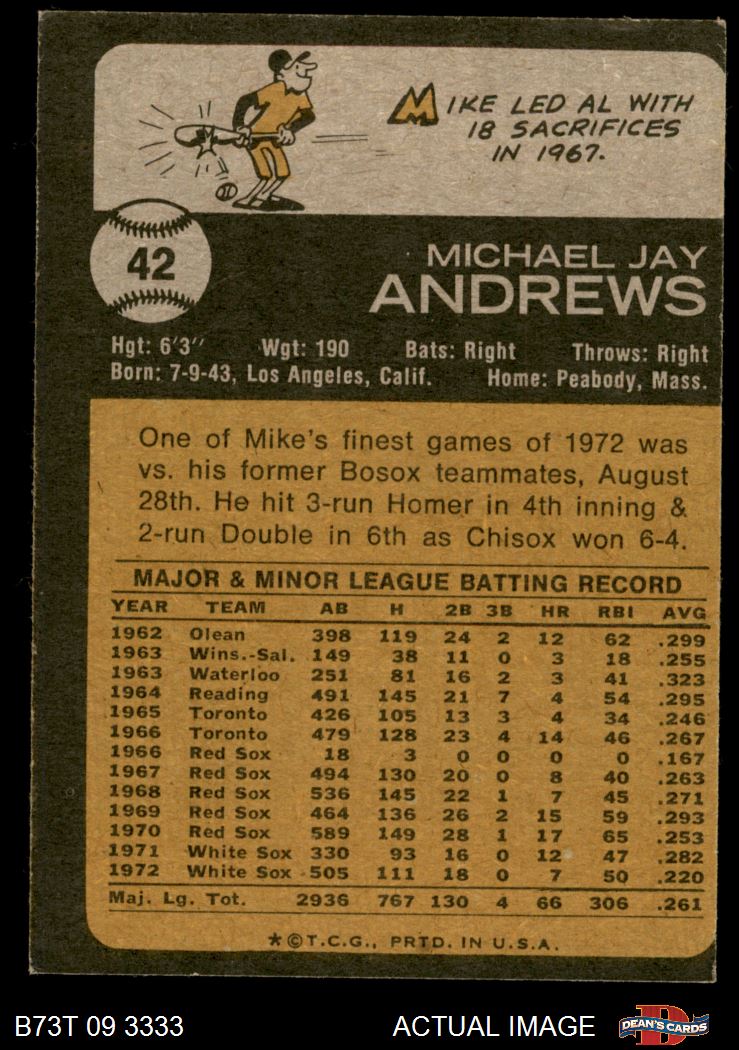 MIKE LED AL WITH
18 SACRIFICES
IN 1967.
42
MICHAEL JAY
ANDREWS
Hgt: 6'3" Wgt: 190 Bats: Right Throws: Right
Born: 7-9-43, Los Angeles, Calif. Home: Peabody, Mass.
One of Mike's finest games of 1972 was
vs. his former Bosox teammates, August
28th. He hit 3-run Homer in 4th inning &
2-run Double in 6th as Chisox won 6-4.
MAJOR & MINOR LEAGUE BATTING RECORD
YEAR TEAM AB H 2B 3B HR RBI AVG
1962 Olean 398 119 24 2 12 62 .299
1963 Wins.-Sal. 149 38 11 0 3 18 .255
1963 Waterloo 251 81 16 2 3 41 .323
1964 Reading 491 145 21 7 4 54 .295
1965 Toronto 426 105 13 3 4 34 .246
1966 Toronto 479 128 23 4 14 46 .267
1966 Red Sox 18 3 0 0 0 0 .167
1967 Red Sox 494 130 20 0 8 40 .263
1968 Red Sox 536 145 22 1 7 45 .271
1969 Red Sox 464 136 26 2 15 59 .293
1970 Red Sox 589 149 28 1 17 65 .253
1971 White Sox 330 93 16 0 12 47 .282
1972 White Sox 505 111 18 0 7 50 .220
Maj. Lg. Tot. 2936 767 130 4 66 306 .261
*©T.C.G., PRTD. IN U.S.A.
B73T 09 3333 ACTUAL IMAGE
D
DEAN'S CARDS